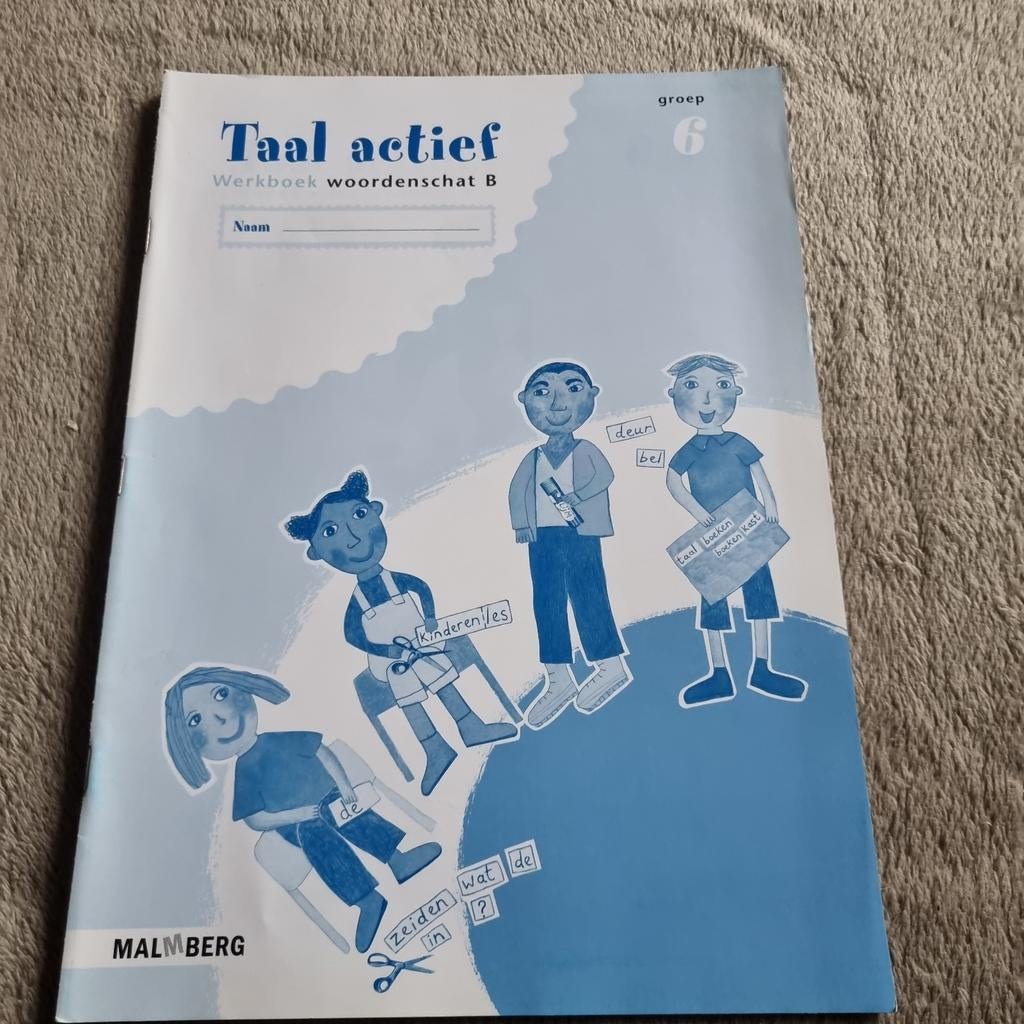 groep
6
Taal actief
Werkboek woordenschat B
Naam
deur
bel
taal boeken
boeken kast
kinderen/les
de
zeiden wat de
in ?
MALMBERG